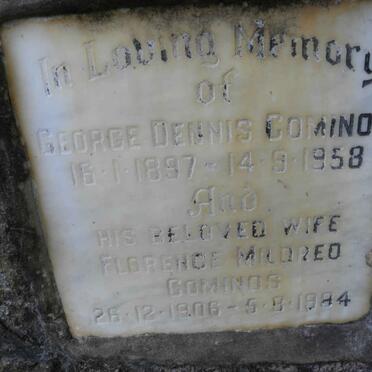 In Loving Memory
of
GEORGE DENNIS COMINO
16·1·1897 - 14·9·1958
And
HIS BELOVED WIFE
FLORENCE MILDRED
COMINOS
26·12·1906 - 5·8·1984